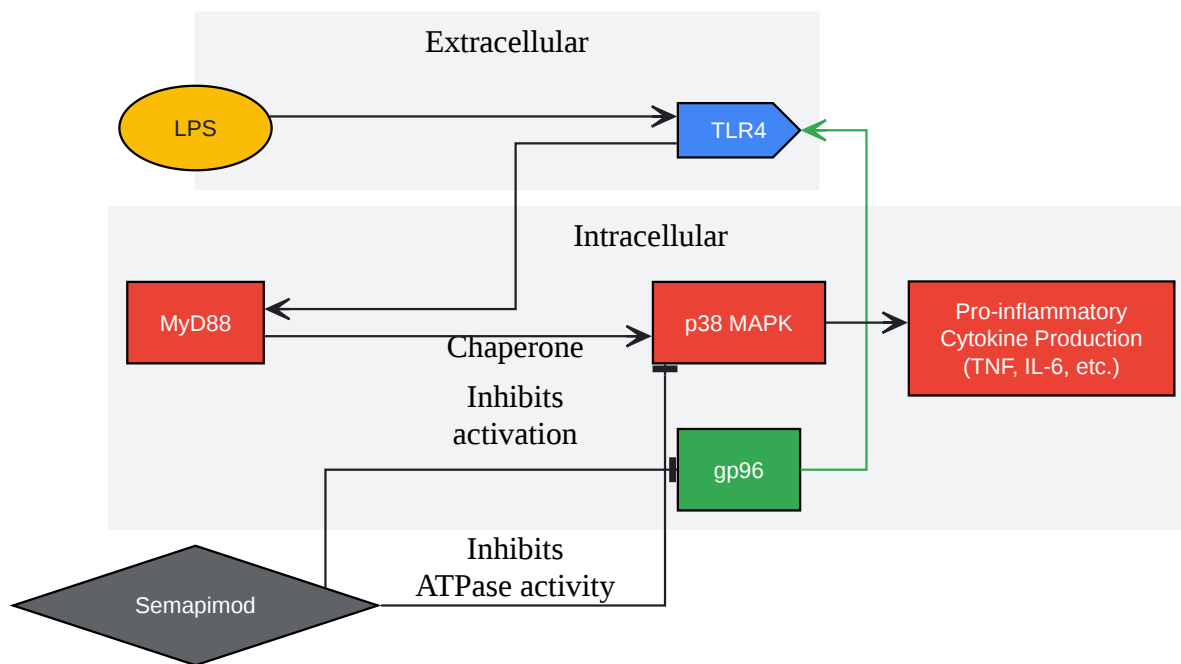 Extracellular
LPS
TLR4
Intracellular
MyD88
p38 MAPK
Pro-inflammatory
Cytokine Production
(TNF, IL-6, etc.)
Chaperone
Inhibits
activation
gp96
Inhibits
ATPase activity
Semapimod